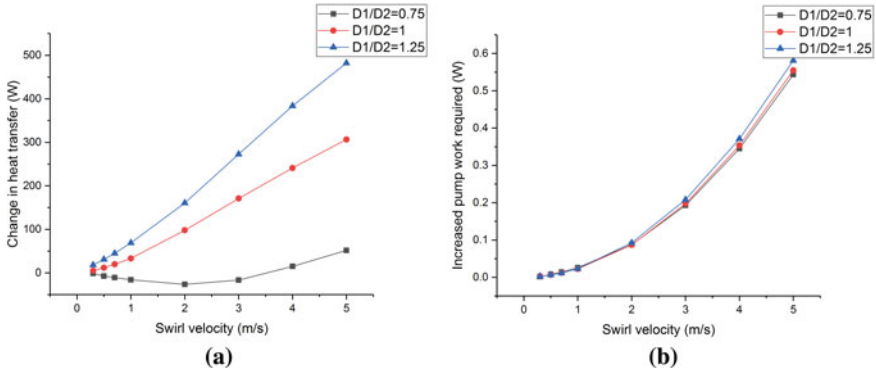 D1/D2=0.75
D1/D2=1
D1/D2=1.25
500
400
300
200
100
0
Change in heat transfer (W)
0 1 2 3 4 5
Swirl velocity (m/s)
(a)
D1/D2=0.75
D1/D2=1
D1/D2=1.25
0.6
0.5
0.4
0.3
0.2
0.1
0.0
Increased pump work required (W)
0 1 2 3 4 5
Swirl velocity (m/s)
(b)